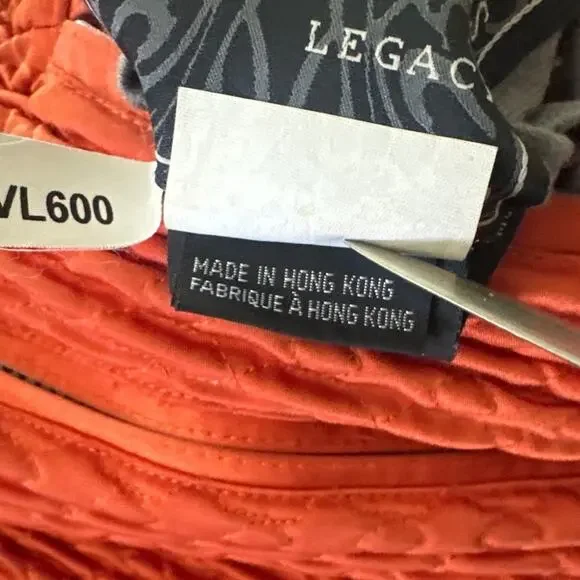 LEGAC
VL600
MADE IN HONG KONG
FABRIQUE À HONG KONG